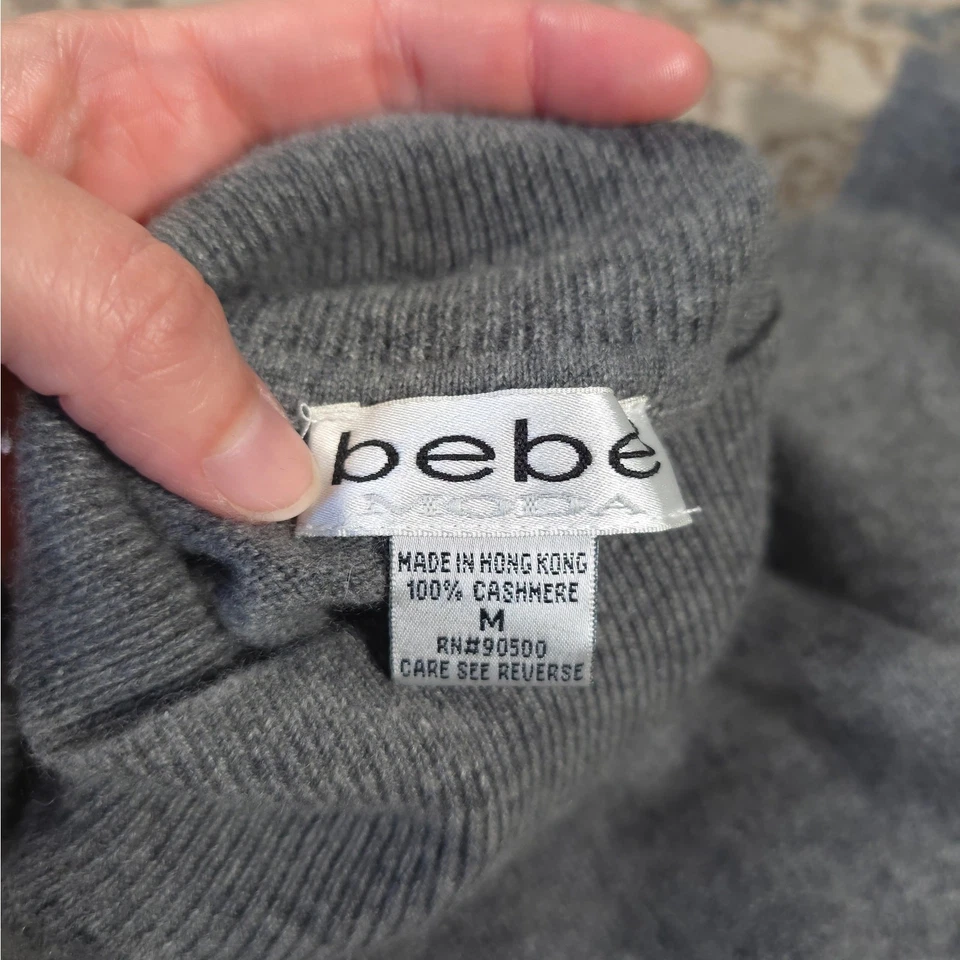 bebe
MODA
MADE IN HONG KONG
100% CASHMERE
M
RN#90500
CARE SEE REVERSE